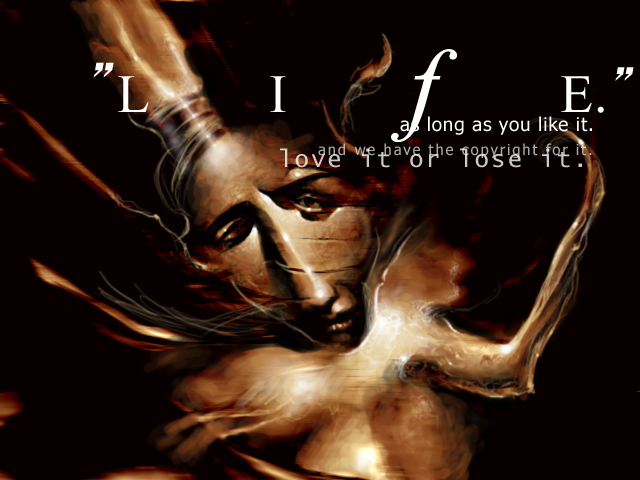 "L I f E."
as long as you like it.
and we have the copyright for it.
love it or lose it.